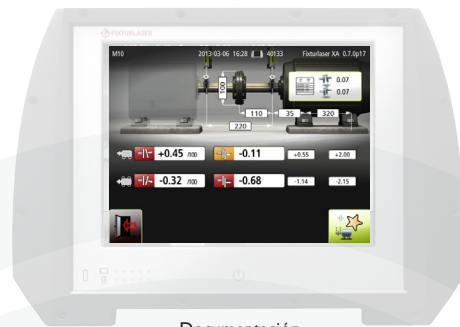 FIXTURLASER
M10 2013-03-06 16:28 40133 Fixturlaser XA 0.7.0p17
0.07
0.07
100
110 35 320
220
+0.45 /100 -0.11 +0.55 +2.00
-0.32 /100 -0.68 -1.14 -2.15
Documentación